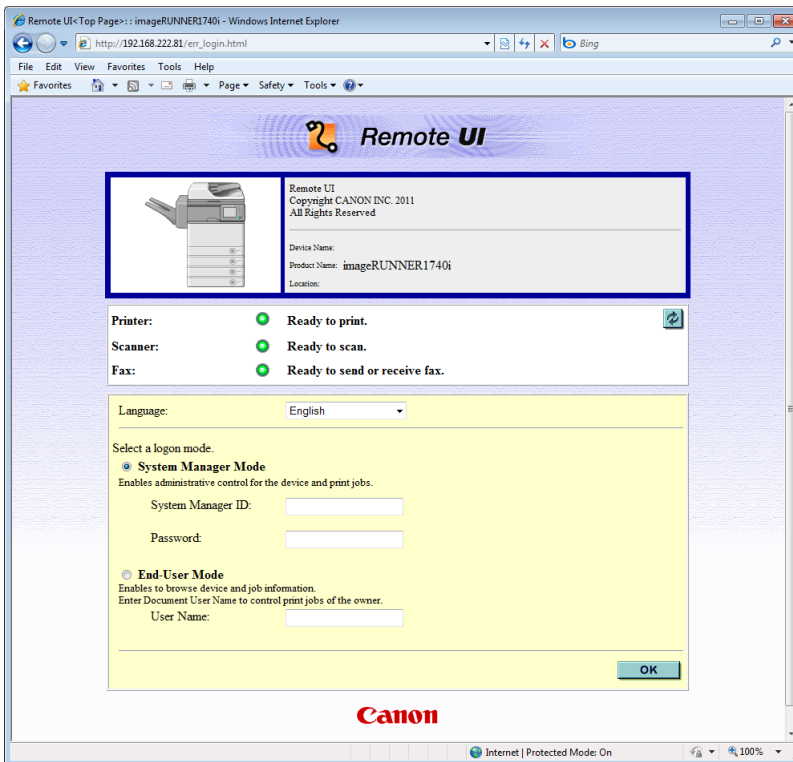 Remote UI<Top Page>: : imageRUNNER1740i - Windows Internet Explorer
http://192.168.222.81/err_login.html
Bing
File Edit View Favorites Tools Help
Favorites Page Safety Tools
Remote UI
Remote UI
Copyright CANON INC. 2011
All Rights Reserved
Device Name:
Product Name: imageRUNNER1740i
Location:
Printer: Ready to print.
Scanner: Ready to scan.
Fax: Ready to send or receive fax.
Language: English
Select a logon mode.
System Manager Mode
Enables administrative control for the device and print jobs.
System Manager ID:
Password:
End-User Mode
Enables to browse device and job information.
Enter Document User Name to control print jobs of the owner.
User Name:
OK
Canon
Internet | Protected Mode: On 100%